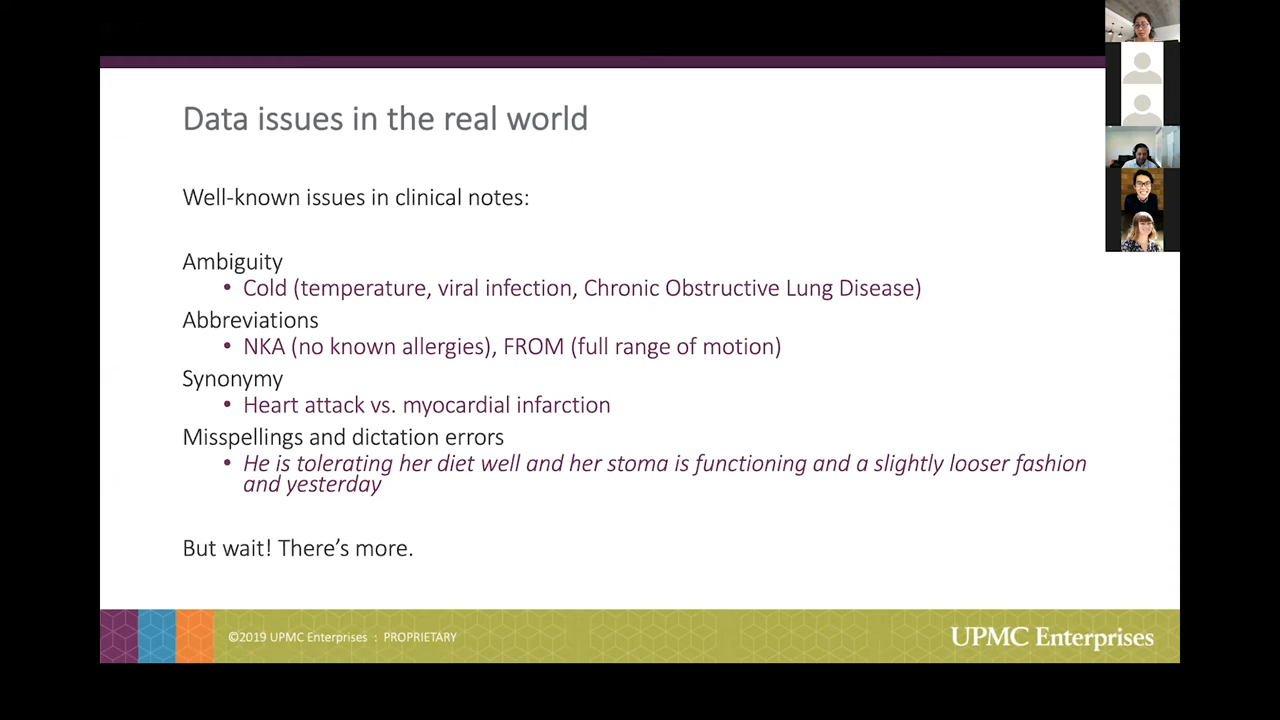 Data issues in the real world
Well-known issues in clinical notes:
Ambiguity
• Cold (temperature, viral infection, Chronic Obstructive Lung Disease)
Abbreviations
• NKA (no known allergies), FROM (full range of motion)
Synonymy
• Heart attack vs. myocardial infarction
Misspellings and dictation errors
• He is tolerating her diet well and her stoma is functioning and a slightly looser fashion
and yesterday
But wait! There’s more.
©2019 UPMC Enterprises : PROPRIETARY
UPMC Enterprises